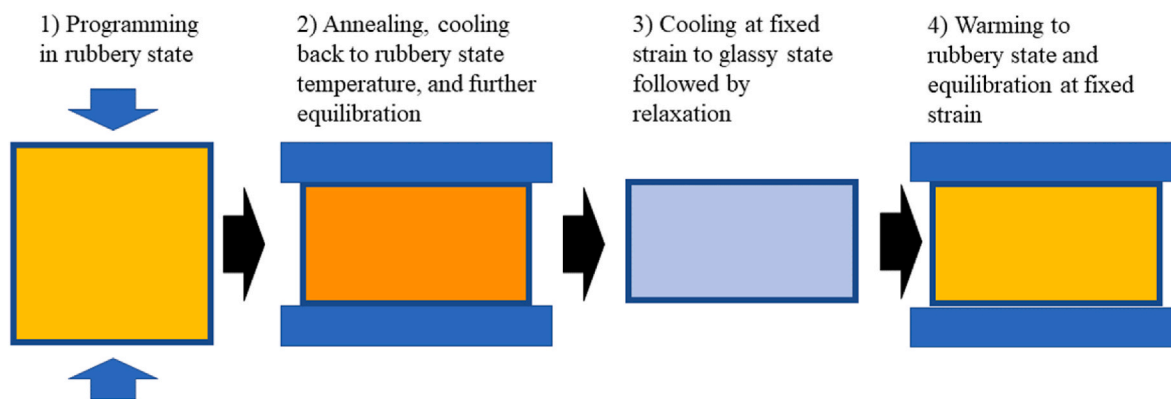 1) Programming
in rubbery state
2) Annealing, cooling
back to rubbery state
temperature, and further
equilibration
3) Cooling at fixed
strain to glassy state
followed by
relaxation
4) Warming to
rubbery state and
equilibration at fixed
strain